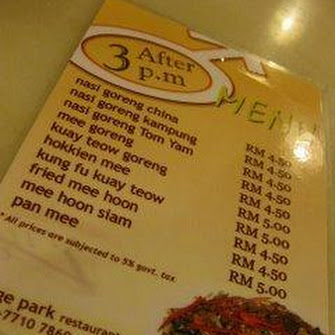 After
3 p.m
MENU
nasi goreng china RM 4.50
nasi goreng kampung RM 4.50
nasi goreng Tom Yam RM 4.50
mee goreng RM 4.50
kuay teow goreng RM 4.50
hokkien mee RM 5.00
kung fu kuay teow RM 5.00
fried mee hoon RM 4.50
mee hoon siam RM 4.50
pan mee RM 5.00
* All prices are subjected to 5% govt. tax
ge park restaurant
-7710 7860